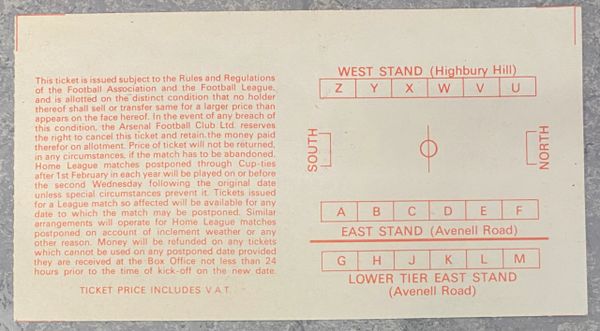 This ticket is issued subject to the Rules and Regulations
of the Football Association and the Football League,
and is allotted on the distinct condition that no holder
thereof shall sell or transfer same for a larger price than
appears on the face hereof. In the event of any breach of
this condition, the Arsenal Football Club Ltd. reserves
the right to cancel this ticket and retain the money paid
therefor on allotment. Price of ticket will not be returned,
in any circumstances, if the match has to be abandoned.
Home League matches postponed through Cup-ties
after 1st February in each year will be played on or before
the second Wednesday following the original date
unless special circumstances prevent it. Tickets issued
for a League match so affected will be available for any
date to which the match may be postponed. Similar
arrangements will operate for Home League matches
postponed on account of inclement weather or any
other reason. Money will be refunded on any tickets
which cannot be used on any postponed date provided
they are received at the Box Office not less than 24
hours prior to the time of kick-off on the new date.
TICKET PRICE INCLUDES V.A.T.
WEST STAND (Highbury Hill)
Z Y X W V U
SOUTH
NORTH
A B C D E F
EAST STAND (Avenell Road)
G H J K L M
LOWER TIER EAST STAND
(Avenell Road)